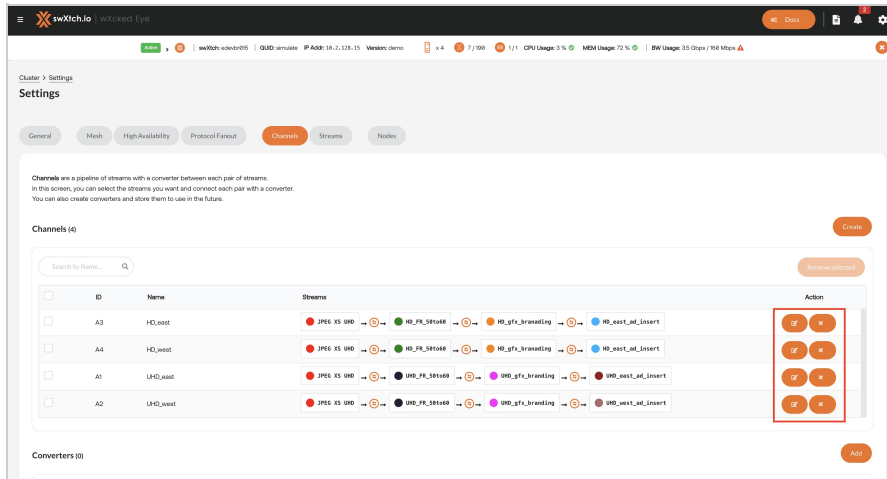 swXtch.io | wXcked Eye
Docs
2
Active > swXtch: edevbr015 | GUID: simulate IP Addr: 10.2.128.15 Version: demo x 4 7 / 190 1 / 1 CPU Usage: 3 % MEM Usage: 72 % | BW Usage: 3.5 Gbps / 168 Mbps
Cluster > Settings
Settings
General Mesh High Availability Protocol Fanout Channels Streams Nodes
Channels are a pipeline of streams with a converter between each pair of streams.
In this screen, you can select the streams you want and connect each pair with a converter.
You can also create converters and store them to use in the future.
Channels (4) Create
Search by Name... Remove selected
ID Name Streams Action
A3 HD_east JPEG XS UHD HD_FR_50to60 HD_gfx_branading HD_east_ad_insert
A4 HD_west JPEG XS UHD HD_FR_50to60 HD_gfx_branading HD_east_ad_insert
A1 UHD_east JPEG XS UHD UHD_FR_50to60 UHD_gfx_branding UHD_east_ad_insert
A2 UHD_west JPEG XS UHD UHD_FR_50to60 UHD_gfx_branding UHD_west_ad_insert
Converters (0) Add